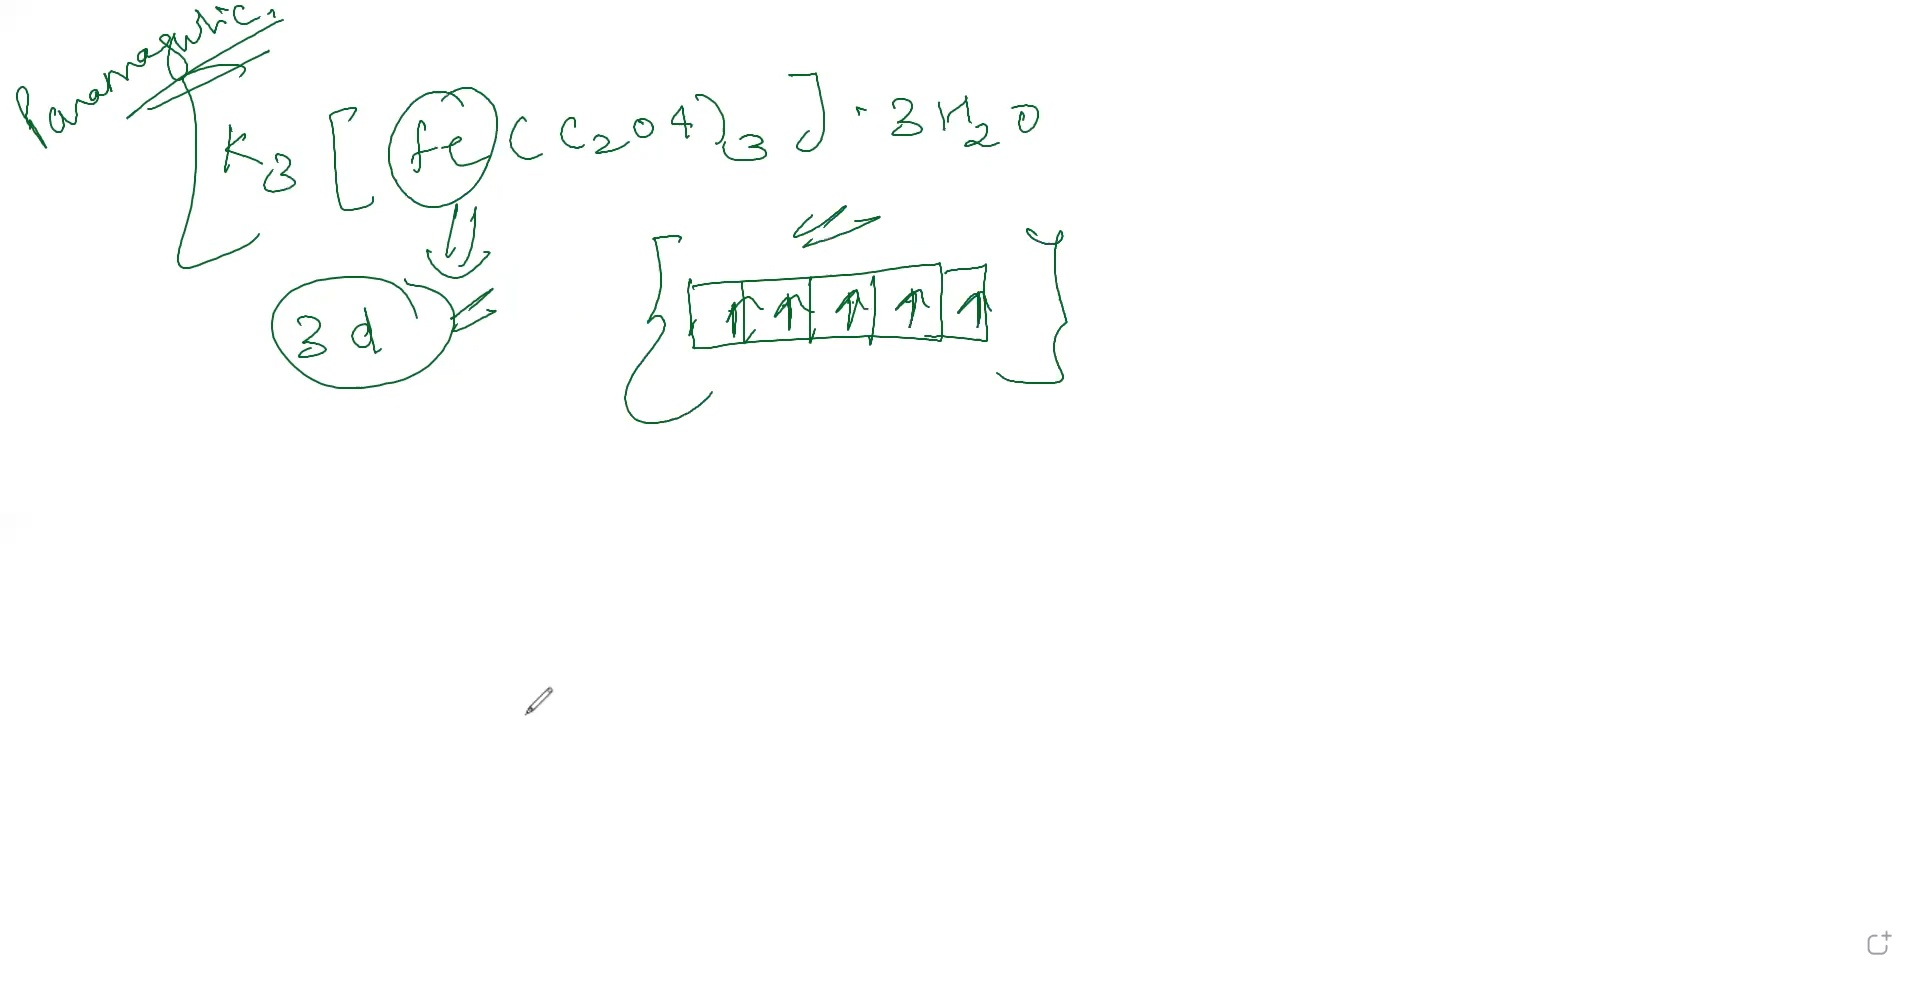 Paramagnetic.
K3 [Fe(C2O4)3] · 3H2O
↑ ↑ ↑ ↑ ↑
3d